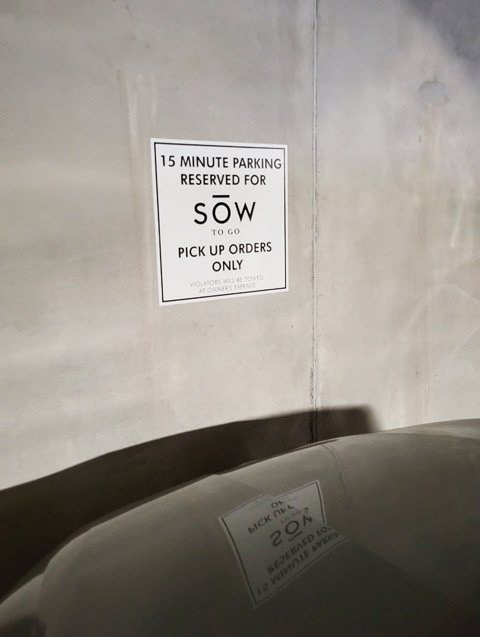 15 MINUTE PARKING
RESERVED FOR
SŌW
TO GO
PICK UP ORDERS
ONLY
VIOLATORS WILL BE TOWED
AT OWNER'S EXPENSE